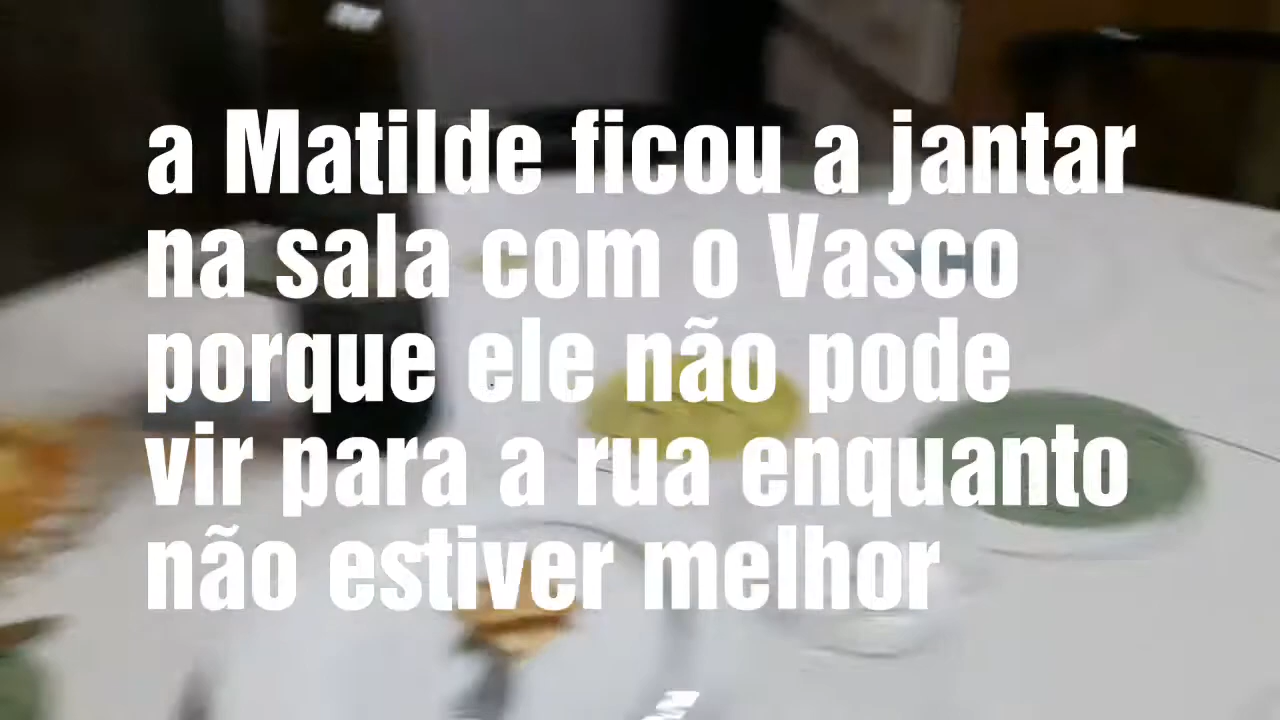 a Matilde ficou a jantar
na sala com o Vasco
porque ele não pode
vir para a rua enquanto
não estiver melhor